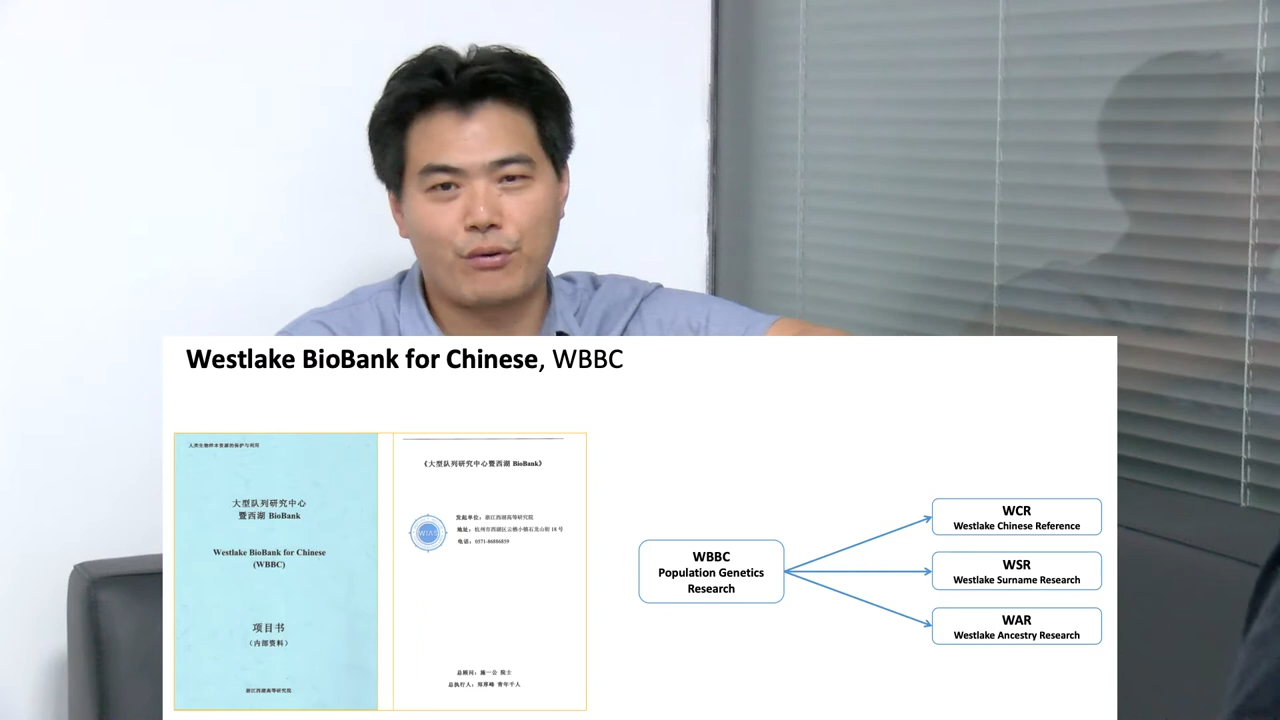 Westlake BioBank for Chinese, WBBC
人类生物样本资源的保护与利用
大型队列研究中心
暨西湖 BioBank
Westlake BioBank for Chinese
(WBBC)
项目书
（内部资料）
浙江西湖高等研究院
《大型队列研究中心暨西湖 BioBank》
WIAS
发起单位：浙江西湖高等研究院
地址：杭州市西湖区云栖小镇石龙山街 18 号
电话：0571-86886859
总顾问：施一公 院士
总执行人：郑厚峰 青年千人
WBBC
Population Genetics
Research
WCR
Westlake Chinese Reference
WSR
Westlake Surname Research
WAR
Westlake Ancestry Research